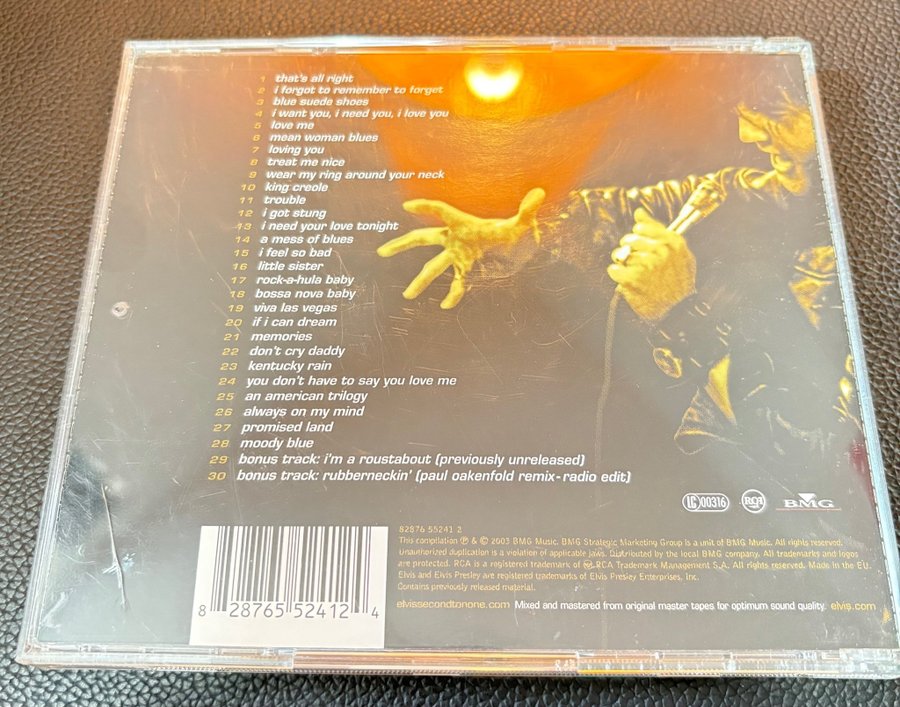 1 that's all right
2 i forgot to remember to forget
3 blue suede shoes
4 i want you, i need you, i love you
5 love me
6 mean woman blues
7 loving you
8 treat me nice
9 wear my ring around your neck
10 king creole
11 trouble
12 i got stung
13 i need your love tonight
14 a mess of blues
15 i feel so bad
16 little sister
17 rock-a-hula baby
18 bossa nova baby
19 viva las vegas
20 if i can dream
21 memories
22 don't cry daddy
23 kentucky rain
24 you don't have to say you love me
25 an american trilogy
26 always on my mind
27 promised land
28 moody blue
29 bonus track: i'm a roustabout (previously unreleased)
30 bonus track: rubberneckin' (paul oakenfold remix-radio edit)
LC00316 RCA BMG
82876 55241 2
This compilation ℗ & © 2003 BMG Music. BMG Strategic Marketing Group is a unit of BMG Music. All rights reserved.
Unauthorized duplication is a violation of applicable laws. Distributed by the local BMG company. All trademarks and logos
are protected. RCA is a registered trademark of RCA Trademark Management S.A. All rights reserved. Made in the EU.
Elvis and Elvis Presley are registered trademarks of Elvis Presley Enterprises, Inc.
Contains previously released material.
elvissecondtonone.com Mixed and mastered from original master tapes for optimum sound quality. elvis.com
8 28765 52412 4